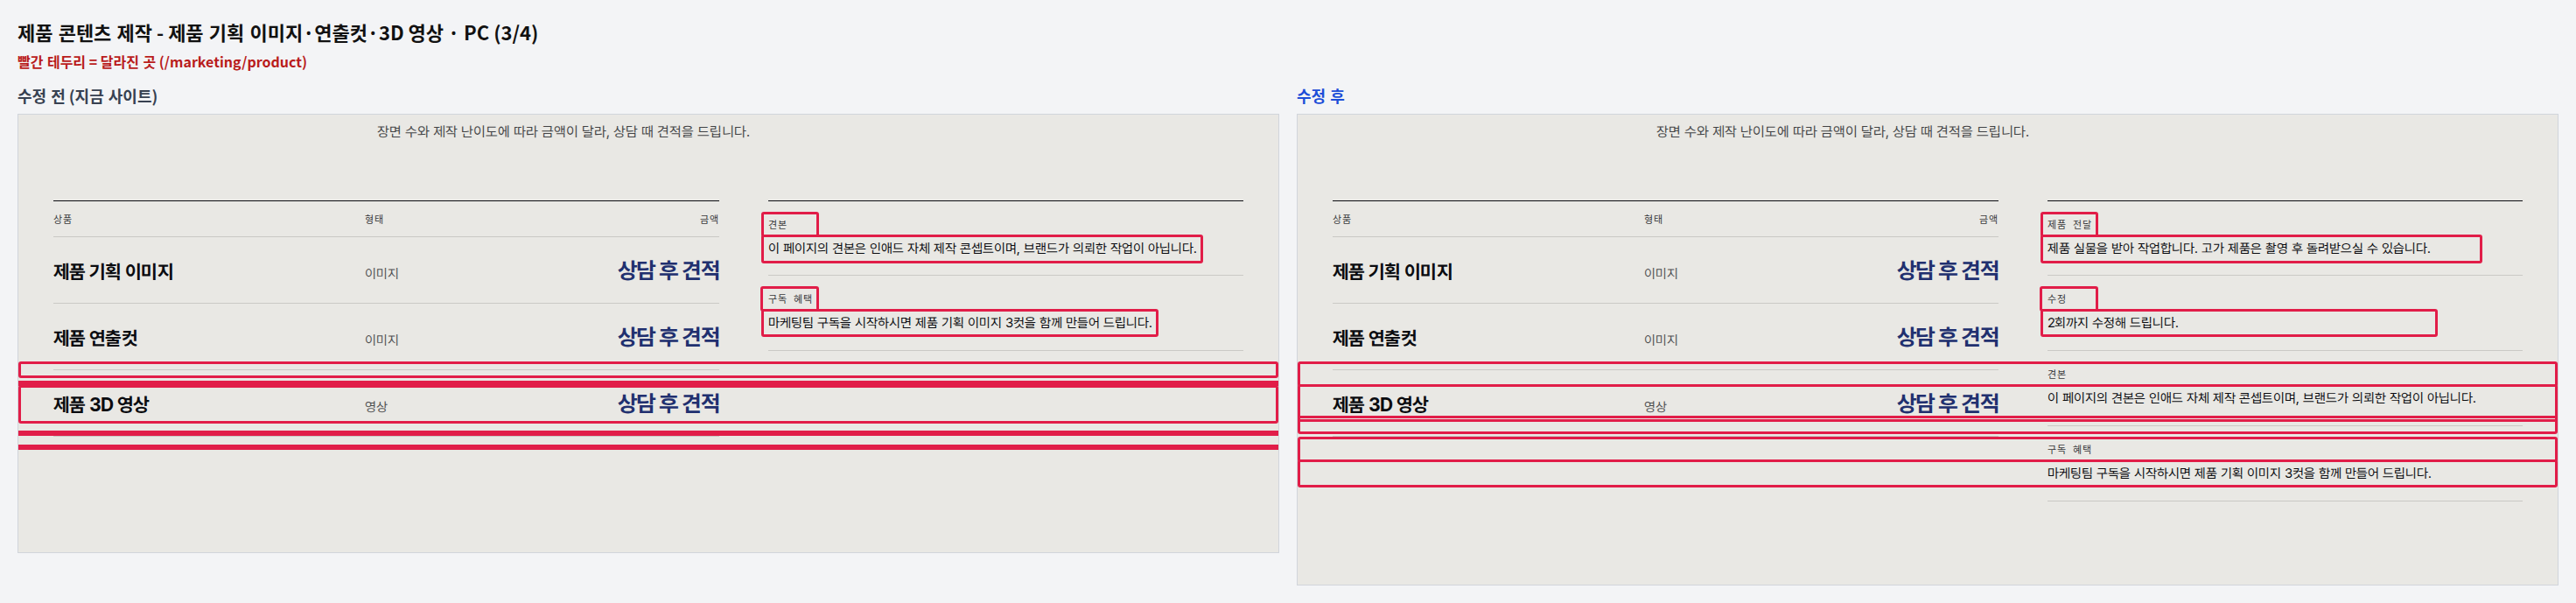 제품 콘텐츠 제작 - 제품 기획 이미지·연출컷·3D 영상 · PC (3/4)
빨간 테두리 = 달라진 곳 (/marketing/product)
수정 전 (지금 사이트)
장면 수와 제작 난이도에 따라 금액이 달라, 상담 때 견적을 드립니다.
상품 형태 금액
제품 기획 이미지 이미지 상담 후 견적
제품 연출컷 이미지 상담 후 견적
제품 3D 영상 영상 상담 후 견적
견본
이 페이지의 견본은 인애드 자체 제작 콘셉트이며, 브랜드가 의뢰한 작업이 아닙니다.
구독 혜택
마케팅팀 구독을 시작하시면 제품 기획 이미지 3컷을 함께 만들어 드립니다.
수정 후
장면 수와 제작 난이도에 따라 금액이 달라, 상담 때 견적을 드립니다.
상품 형태 금액
제품 기획 이미지 이미지 상담 후 견적
제품 연출컷 이미지 상담 후 견적
제품 3D 영상 영상 상담 후 견적
제품 전달
제품 실물을 받아 작업합니다. 고가 제품은 촬영 후 돌려받으실 수 있습니다.
수정
2회까지 수정해 드립니다.
견본
이 페이지의 견본은 인애드 자체 제작 콘셉트이며, 브랜드가 의뢰한 작업이 아닙니다.
구독 혜택
마케팅팀 구독을 시작하시면 제품 기획 이미지 3컷을 함께 만들어 드립니다.